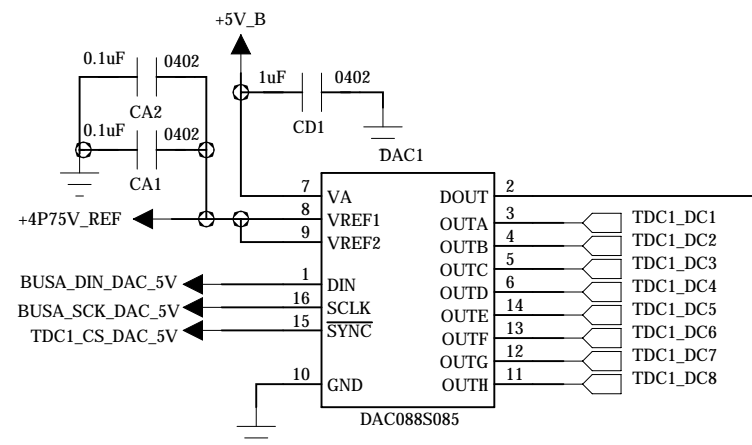 +5V_B
0.1uF 0402
1uF 0402
CA2
0.1uF 0402
CD1
CA1
DAC1
7 VA DOUT 2
+4P75V_REF 8 VREF1 OUTA 3 TDC1_DC1
9 VREF2 OUTB 4 TDC1_DC2
OUTC 5 TDC1_DC3
BUSA_DIN_DAC_5V 1 DIN OUTD 6 TDC1_DC4
BUSA_SCK_DAC_5V 16 SCLK OUTE 14 TDC1_DC5
TDC1_CS_DAC_5V 15 SYNC OUTF 13 TDC1_DC6
OUTG 12 TDC1_DC7
10 GND OUTH 11 TDC1_DC8
DAC088S085